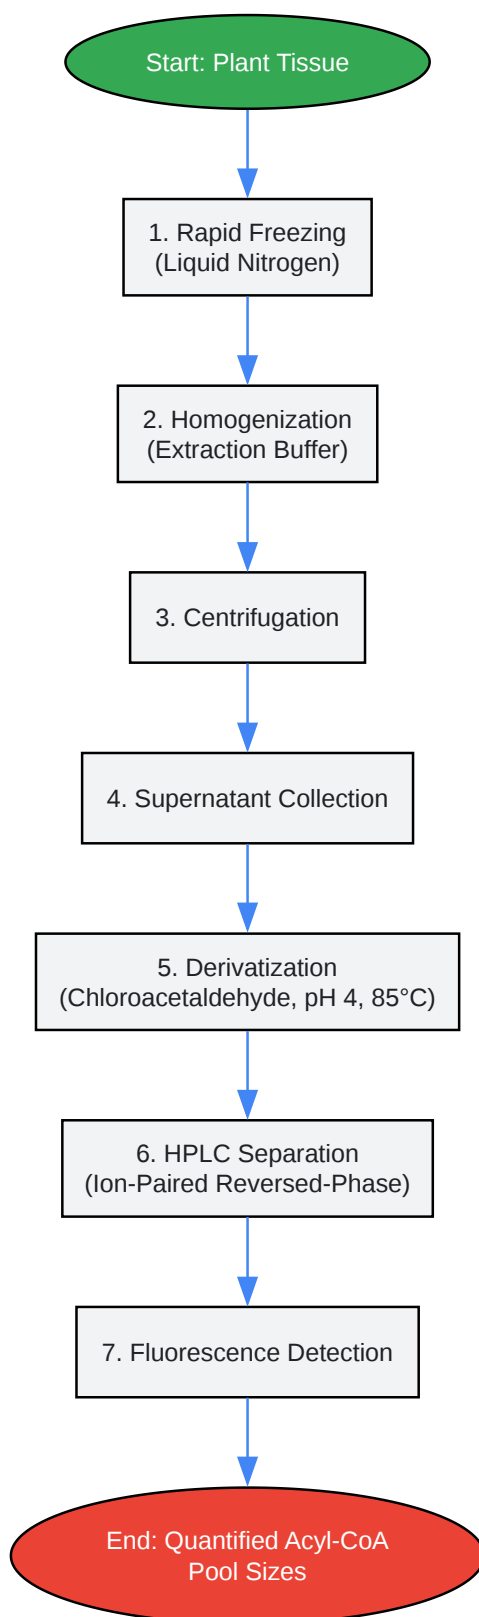 Start: Plant Tissue
1. Rapid Freezing
(Liquid Nitrogen)
2. Homogenization
(Extraction Buffer)
3. Centrifugation
4. Supernatant Collection
5. Derivatization
(Chloroacetaldehyde, pH 4, 85°C)
6. HPLC Separation
(Ion-Paired Reversed-Phase)
7. Fluorescence Detection
End: Quantified Acyl-CoA
Pool Sizes